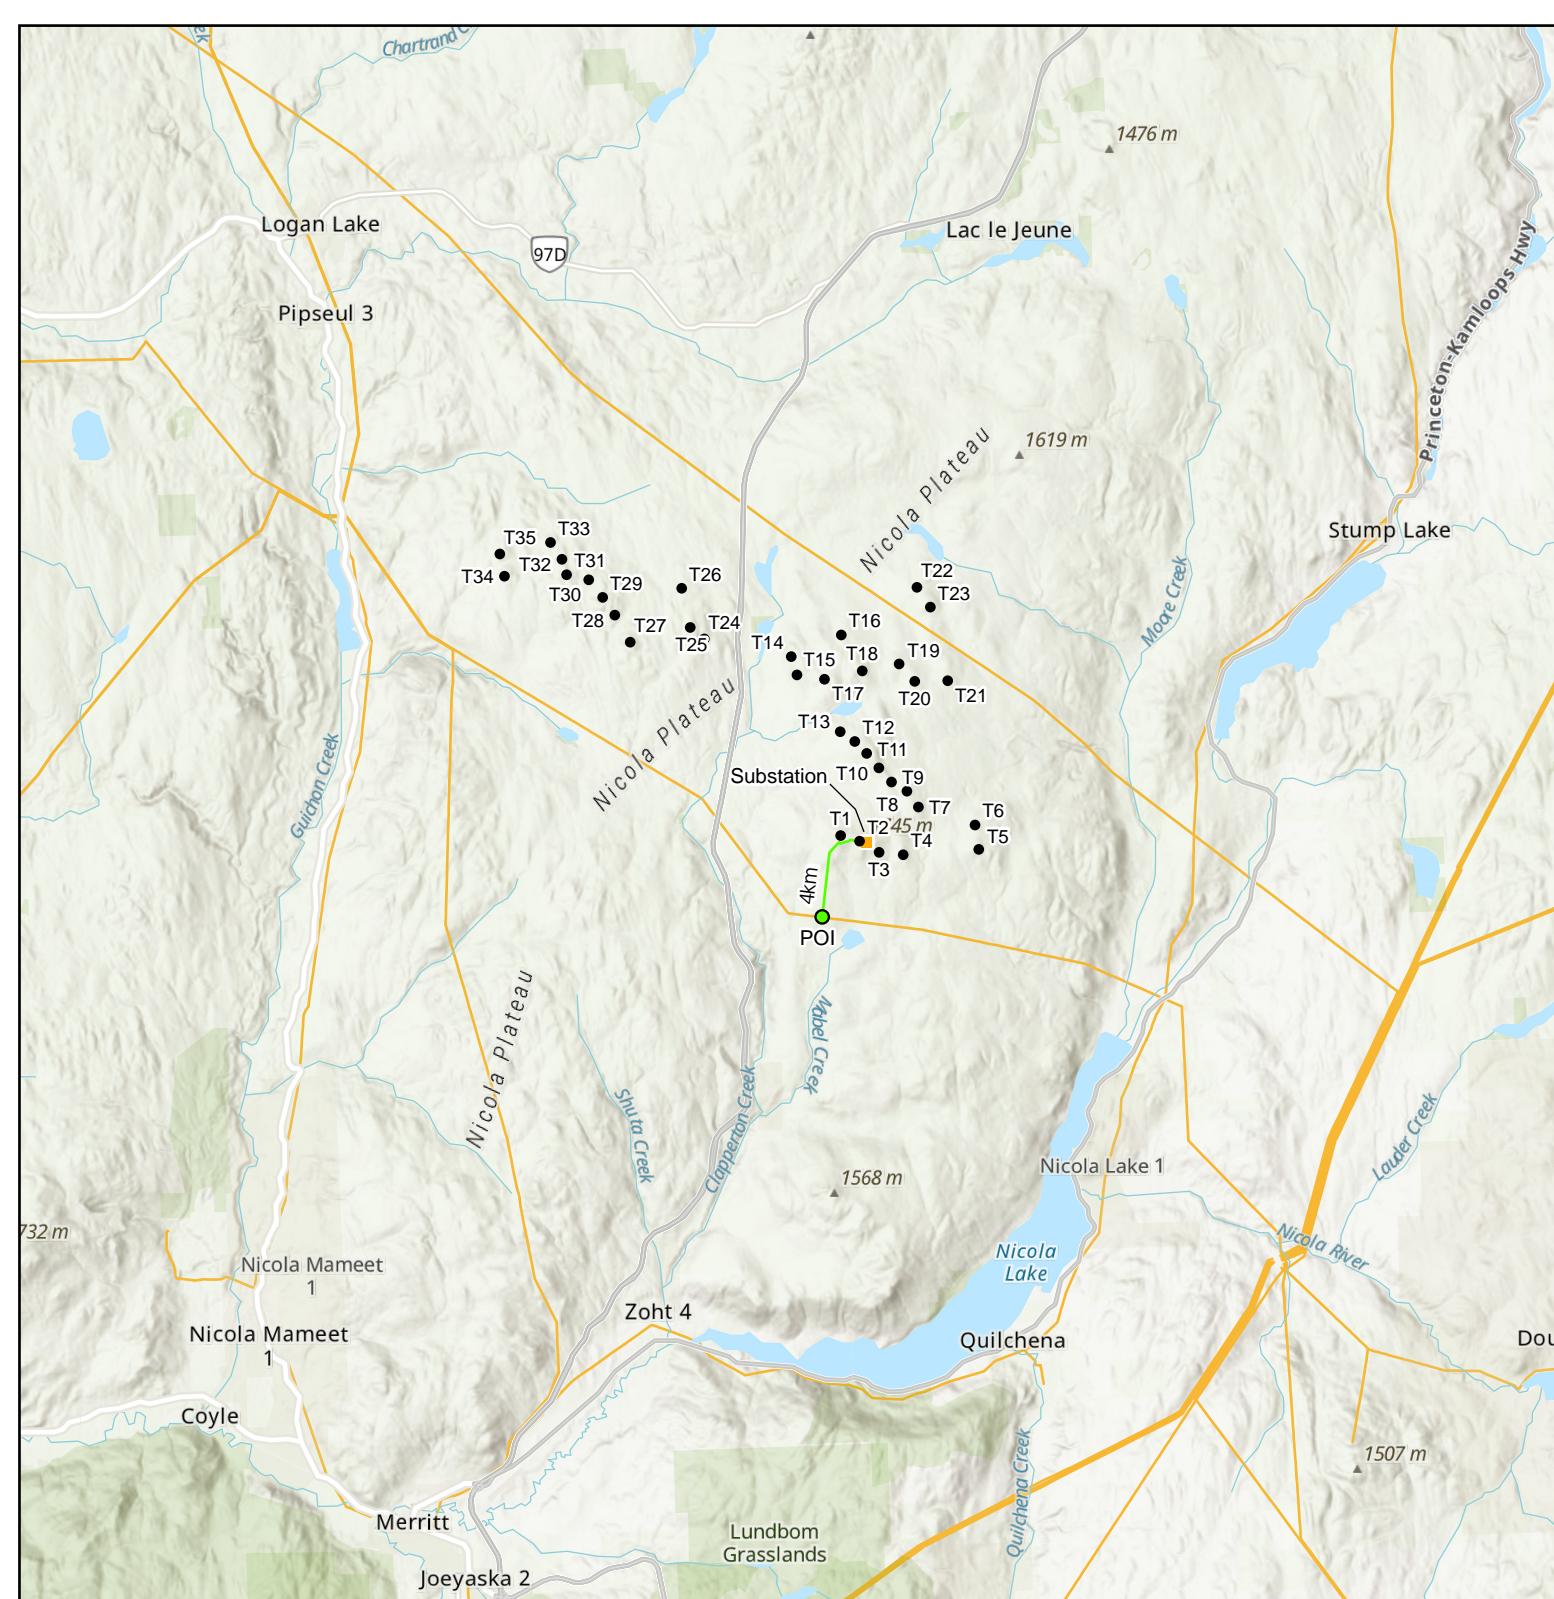 Chartrand C
ek
1476 m
Logan Lake
Lac le Jeune
97D
Pipseul 3
Princeton-Kamloops Hwy
1619 m
Nicola Plateau
Stump Lake
T33
T35
T32
T31
T34
T30
T29
T26
T28
T27
T24
T25
T22
T23
Moore Creek
T16
T14
T15
T18
T19
T17
T20
T21
Nicola Plateau
T13
T12
T11
Guichon Creek
Substation
T10
T9
T8
T7
T6
T1
T2
45 m
T4
T5
T3
4km
POI
Nicola Plateau
Mabel Creek
Shuta Creek
Clapperton Creek
Lauder Creek
Nicola Lake 1
1568 m
732 m
Nicola River
Nicola
Lake
Nicola Mameet
1
Zoht 4
Nicola Mameet
1
Quilchena
Dou
Coyle
1507 m
Quilchena Creek
Merritt
Lundbom
Grasslands
Joeyaska 2